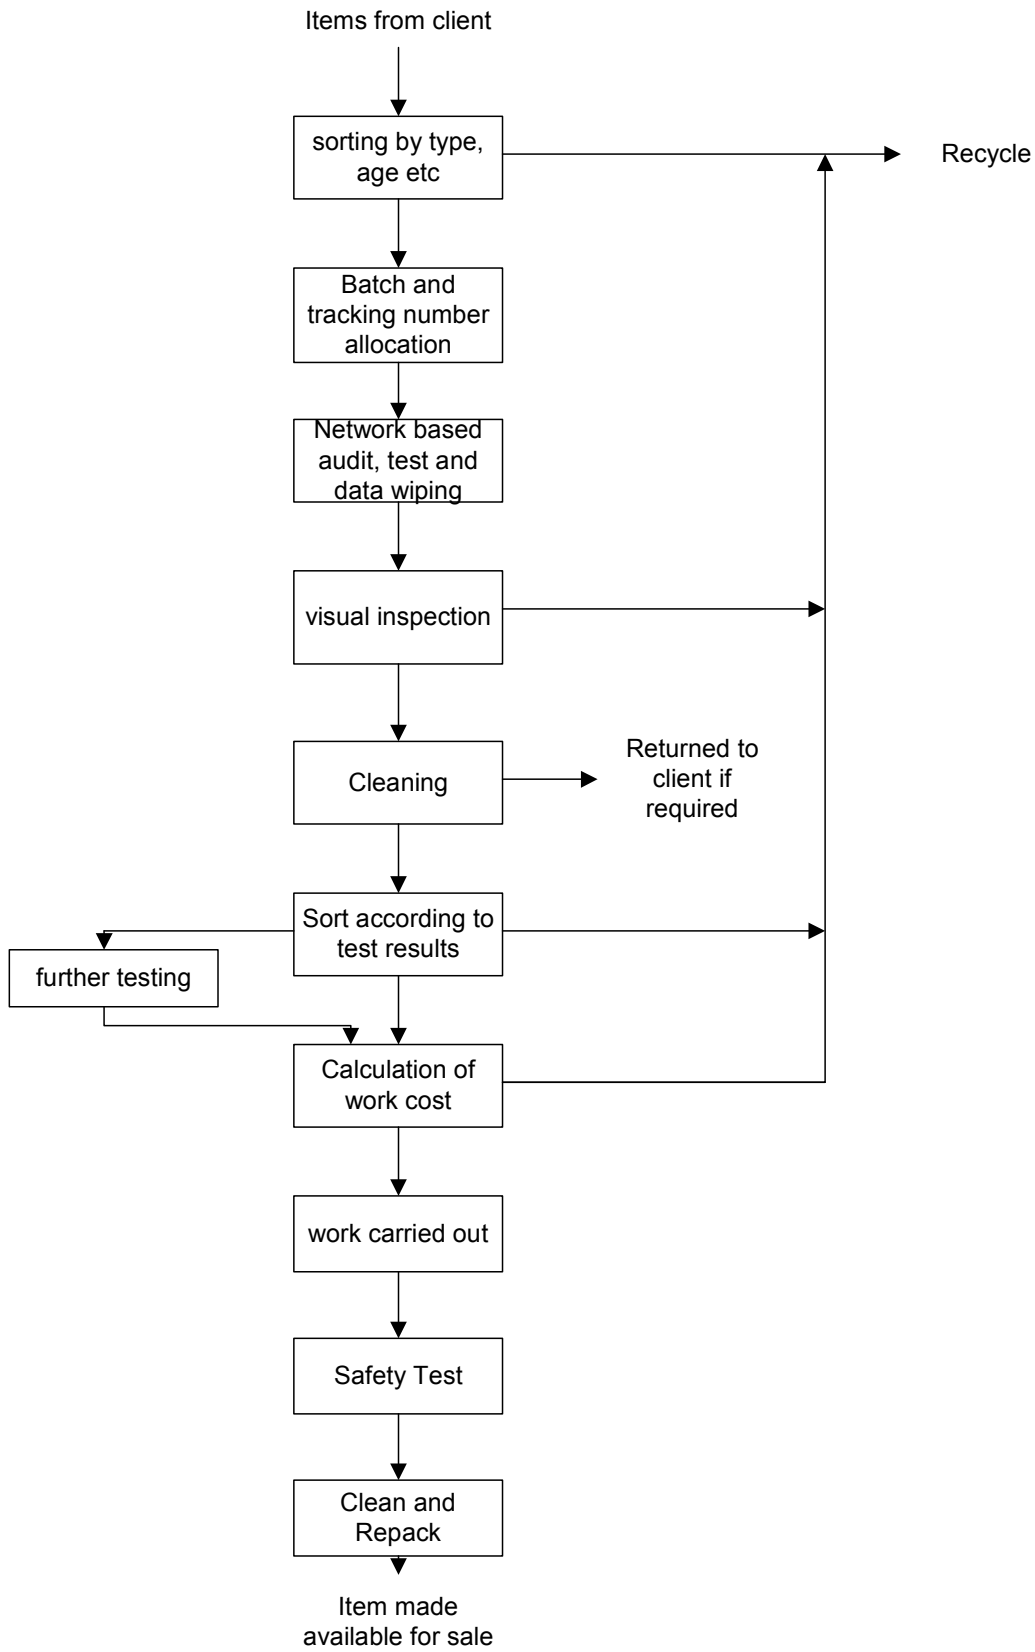 Items from client
sorting by type,
age etc
Recycle
Batch and
tracking number
allocation
Network based
audit, test and
data wiping
visual inspection
Cleaning
Returned to
client if
required
Sort according to
test results
further testing
Calculation of
work cost
work carried out
Safety Test
Clean and
Repack
Item made
available for sale